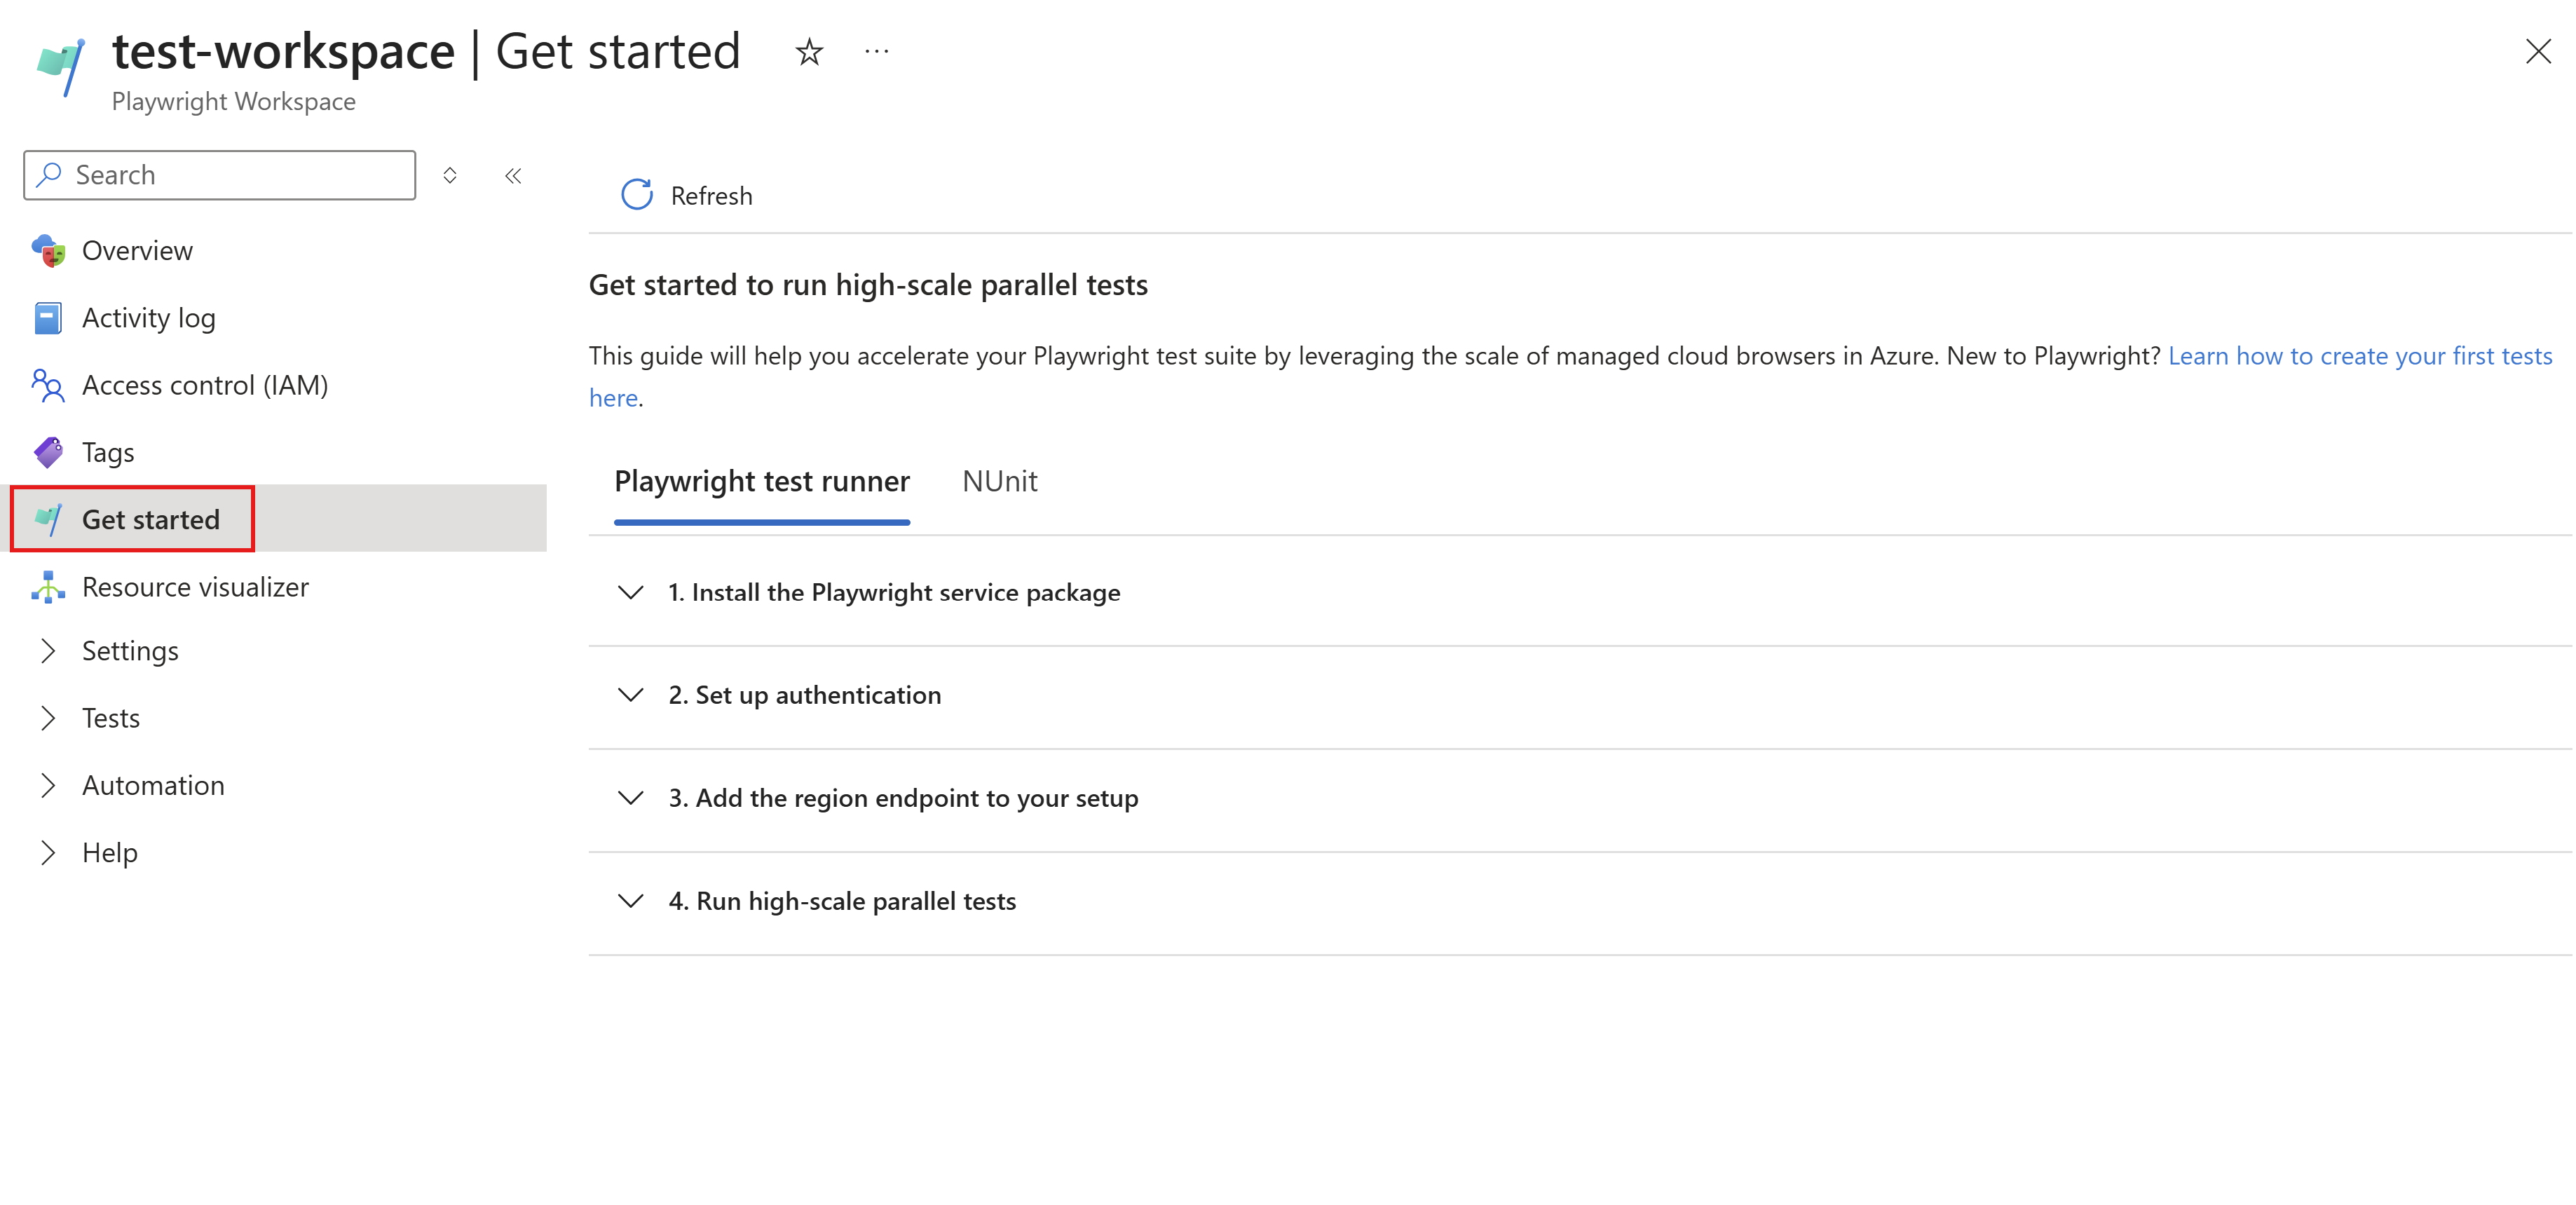 test-workspace | Get started
Playwright Workspace
Search
Overview
Activity log
Access control (IAM)
Tags
Get started
Resource visualizer
Settings
Tests
Automation
Help
Refresh
Get started to run high-scale parallel tests
This guide will help you accelerate your Playwright test suite by leveraging the scale of managed cloud browsers in Azure. New to Playwright? Learn how to create your first tests
here.
Playwright test runner NUnit
1. Install the Playwright service package
2. Set up authentication
3. Add the region endpoint to your setup
4. Run high-scale parallel tests